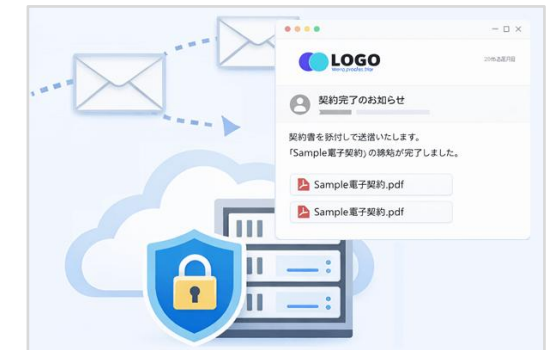 LOGO
契約完了のお知らせ
契約書を添付して送信いたします。
「Sample電子契約」の締結が完了しました。
Sample電子契約.pdf
Sample電子契約.pdf